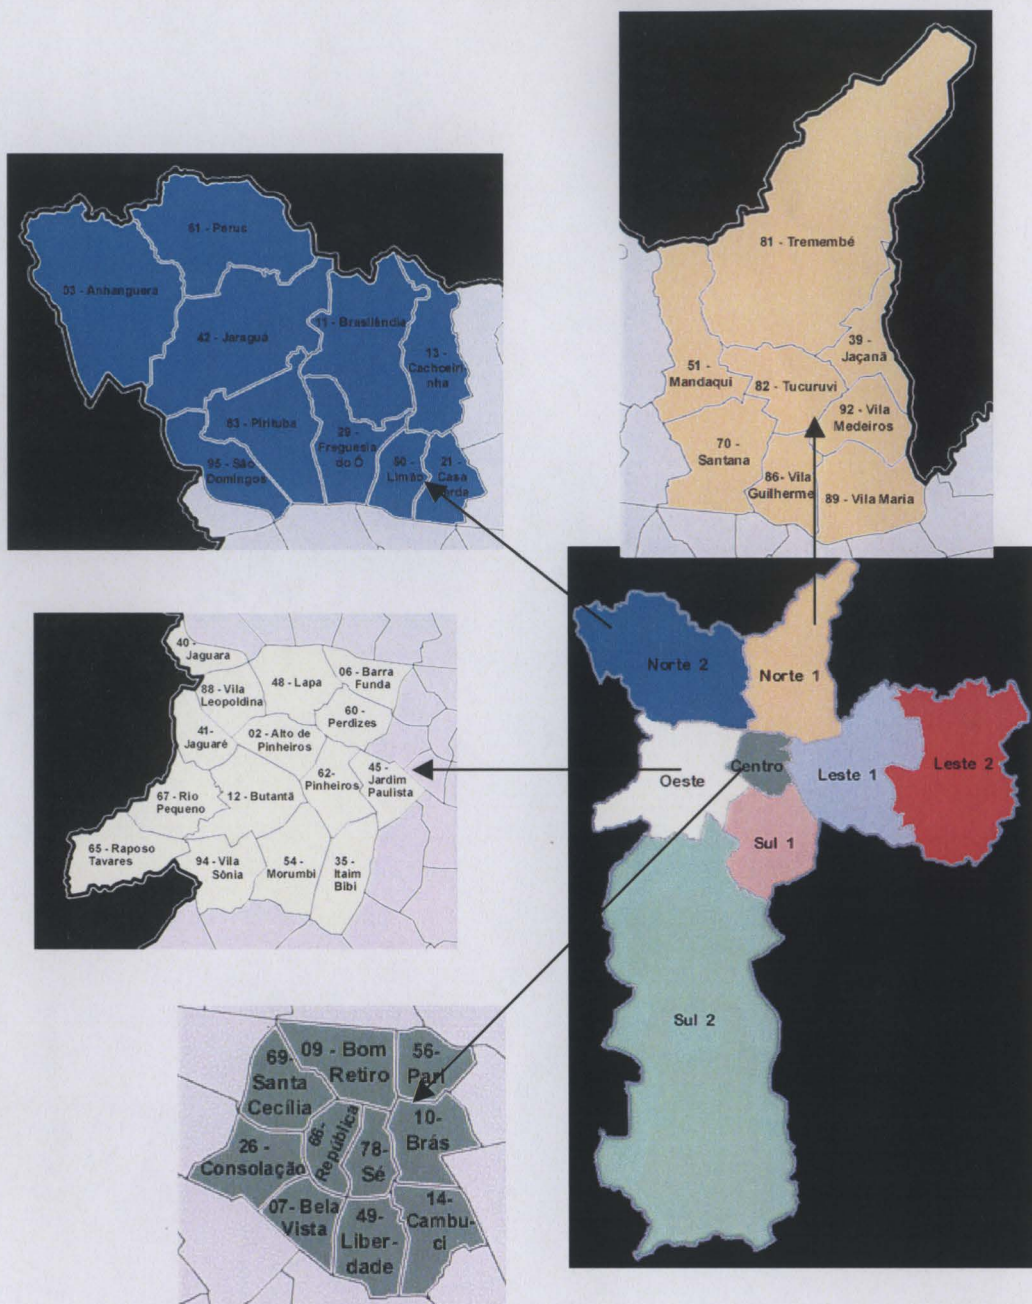 61 - Perus
03 - Anhanguera
42 - Jaraguá
11 - Brasilândia
13 -
Cachoeiri
nha
63 - Pirituba
29 -
Freguesia
do Ó
95 - São
Domingos
50 -
Limão
21 -
Casa
Verde
81 - Tremembé
39 -
Jaçanã
51 -
Mandaqui
82 - Tucuruvi
92 - Vila
Medeiros
70 -
Santana
86- Vila
Guilherme
89 - Vila Maria
40 -
Jaguara
88 - Vila
Leopoldina
48 - Lapa
06 - Barra
Funda
60 -
Perdizes
41-
Jaguaré
02 - Alto de
Pinheiros
62-
Pinheiros
45 -
Jardim
Paulista
67 - Rio
Pequeno
12 - Butantã
65 - Raposo
Tavares
94 - Vila
Sônia
54 -
Morumbi
35 -
Itaim
Bibi
Norte 2
Norte 1
Oeste
Centro
Leste 1
Leste 2
Sul 1
Sul 2
69-
Santa
Cecília
09 - Bom
Retiro
56-
Pari
66-
República
78-
Sé
10-
Brás
26 -
Consolação
07 - Bela
Vista
49-
Liber-
dade
14-
Cambu-
ci